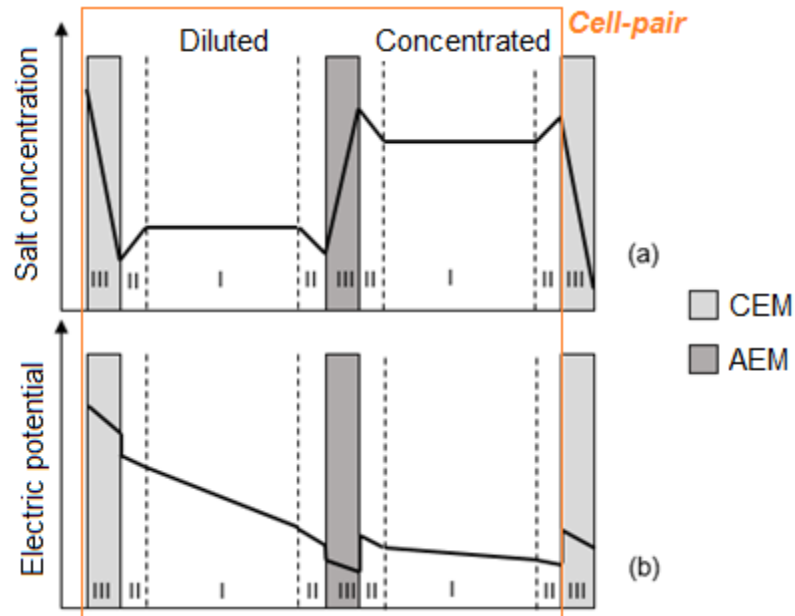 Cell-pair
Diluted Concentrated
Salt concentration
III II I II III II I II III
(a)
CEM
AEM
Electric potential
III II I II III II I II III
(b)